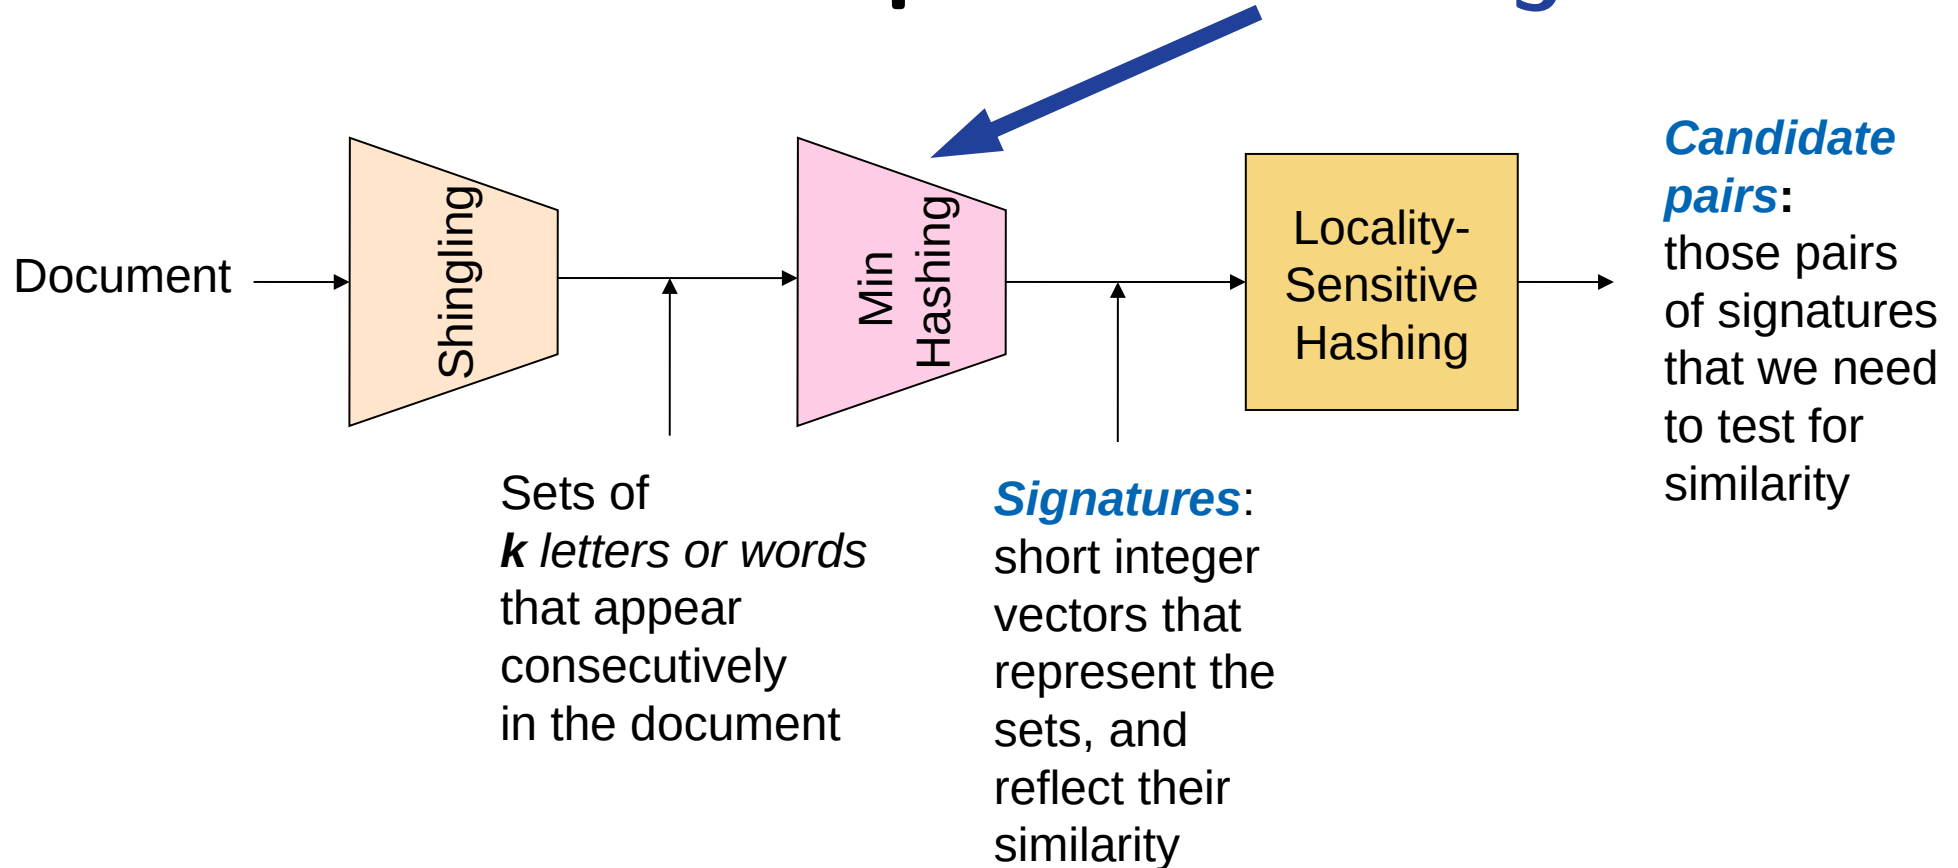 Document
Shingling
Min
Hashing
Locality-
Sensitive
Hashing
Candidate
pairs:
those pairs
of signatures
that we need
to test for
similarity
Sets of
k letters or words
that appear
consecutively
in the document
Signatures:
short integer
vectors that
represent the
sets, and
reflect their
similarity